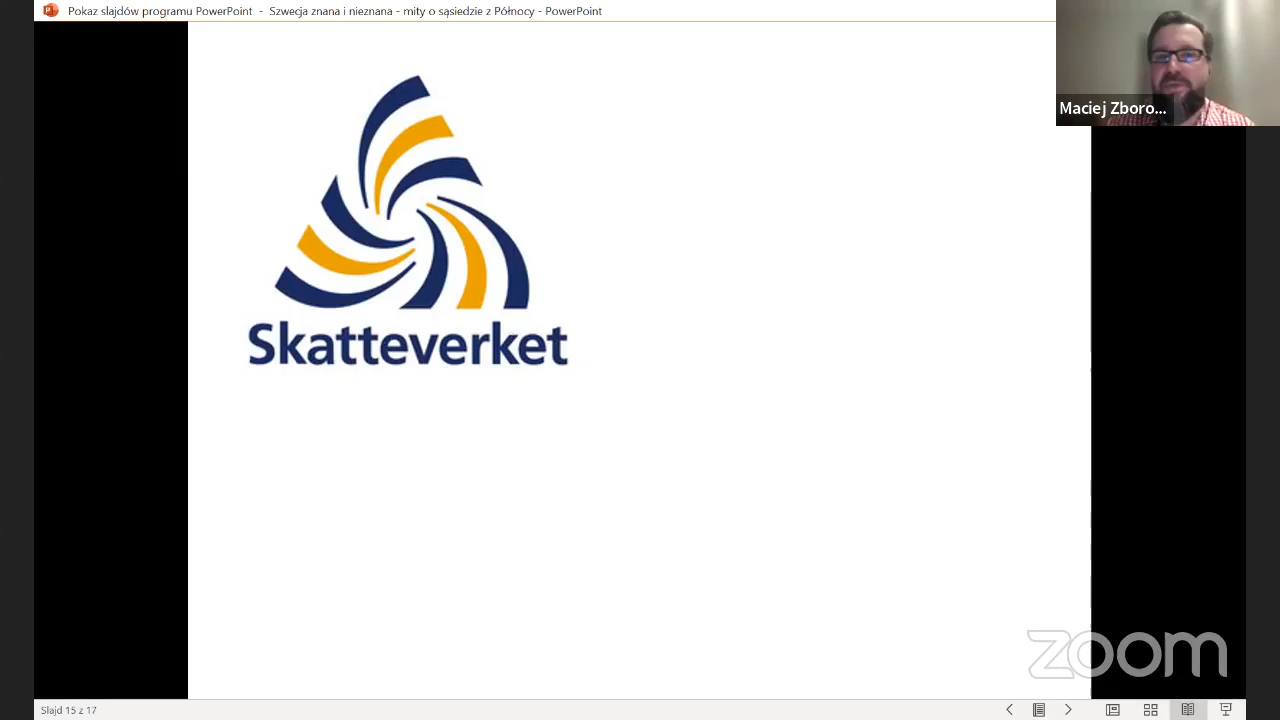 Pokaz slajdów programu PowerPoint - Szwecja znana i nieznana - mity o sąsiedzie z Północy - PowerPoint
Maciej Zboro...
Skatteverket
zoom
Slajd 15 z 17